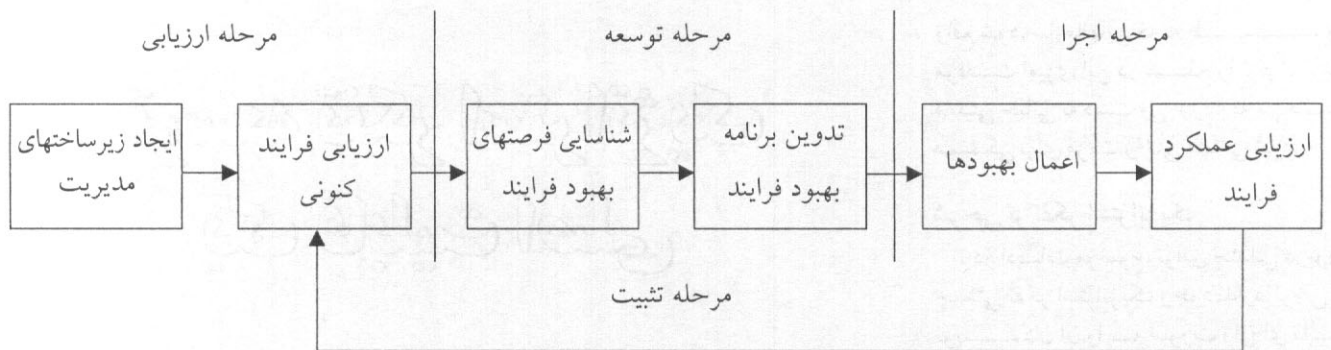 مرحله ارزیابی
مرحله توسعه
مرحله اجرا
ایجاد زیرساختهای
مدیریت
ارزیابی فرایند
کنونی
شناسایی فرصتهای
بهبود فرایند
تدوین برنامه
بهبود فرایند
اعمال بهبودها
ارزیابی عملکرد
فرایند
مرحله تثبیت